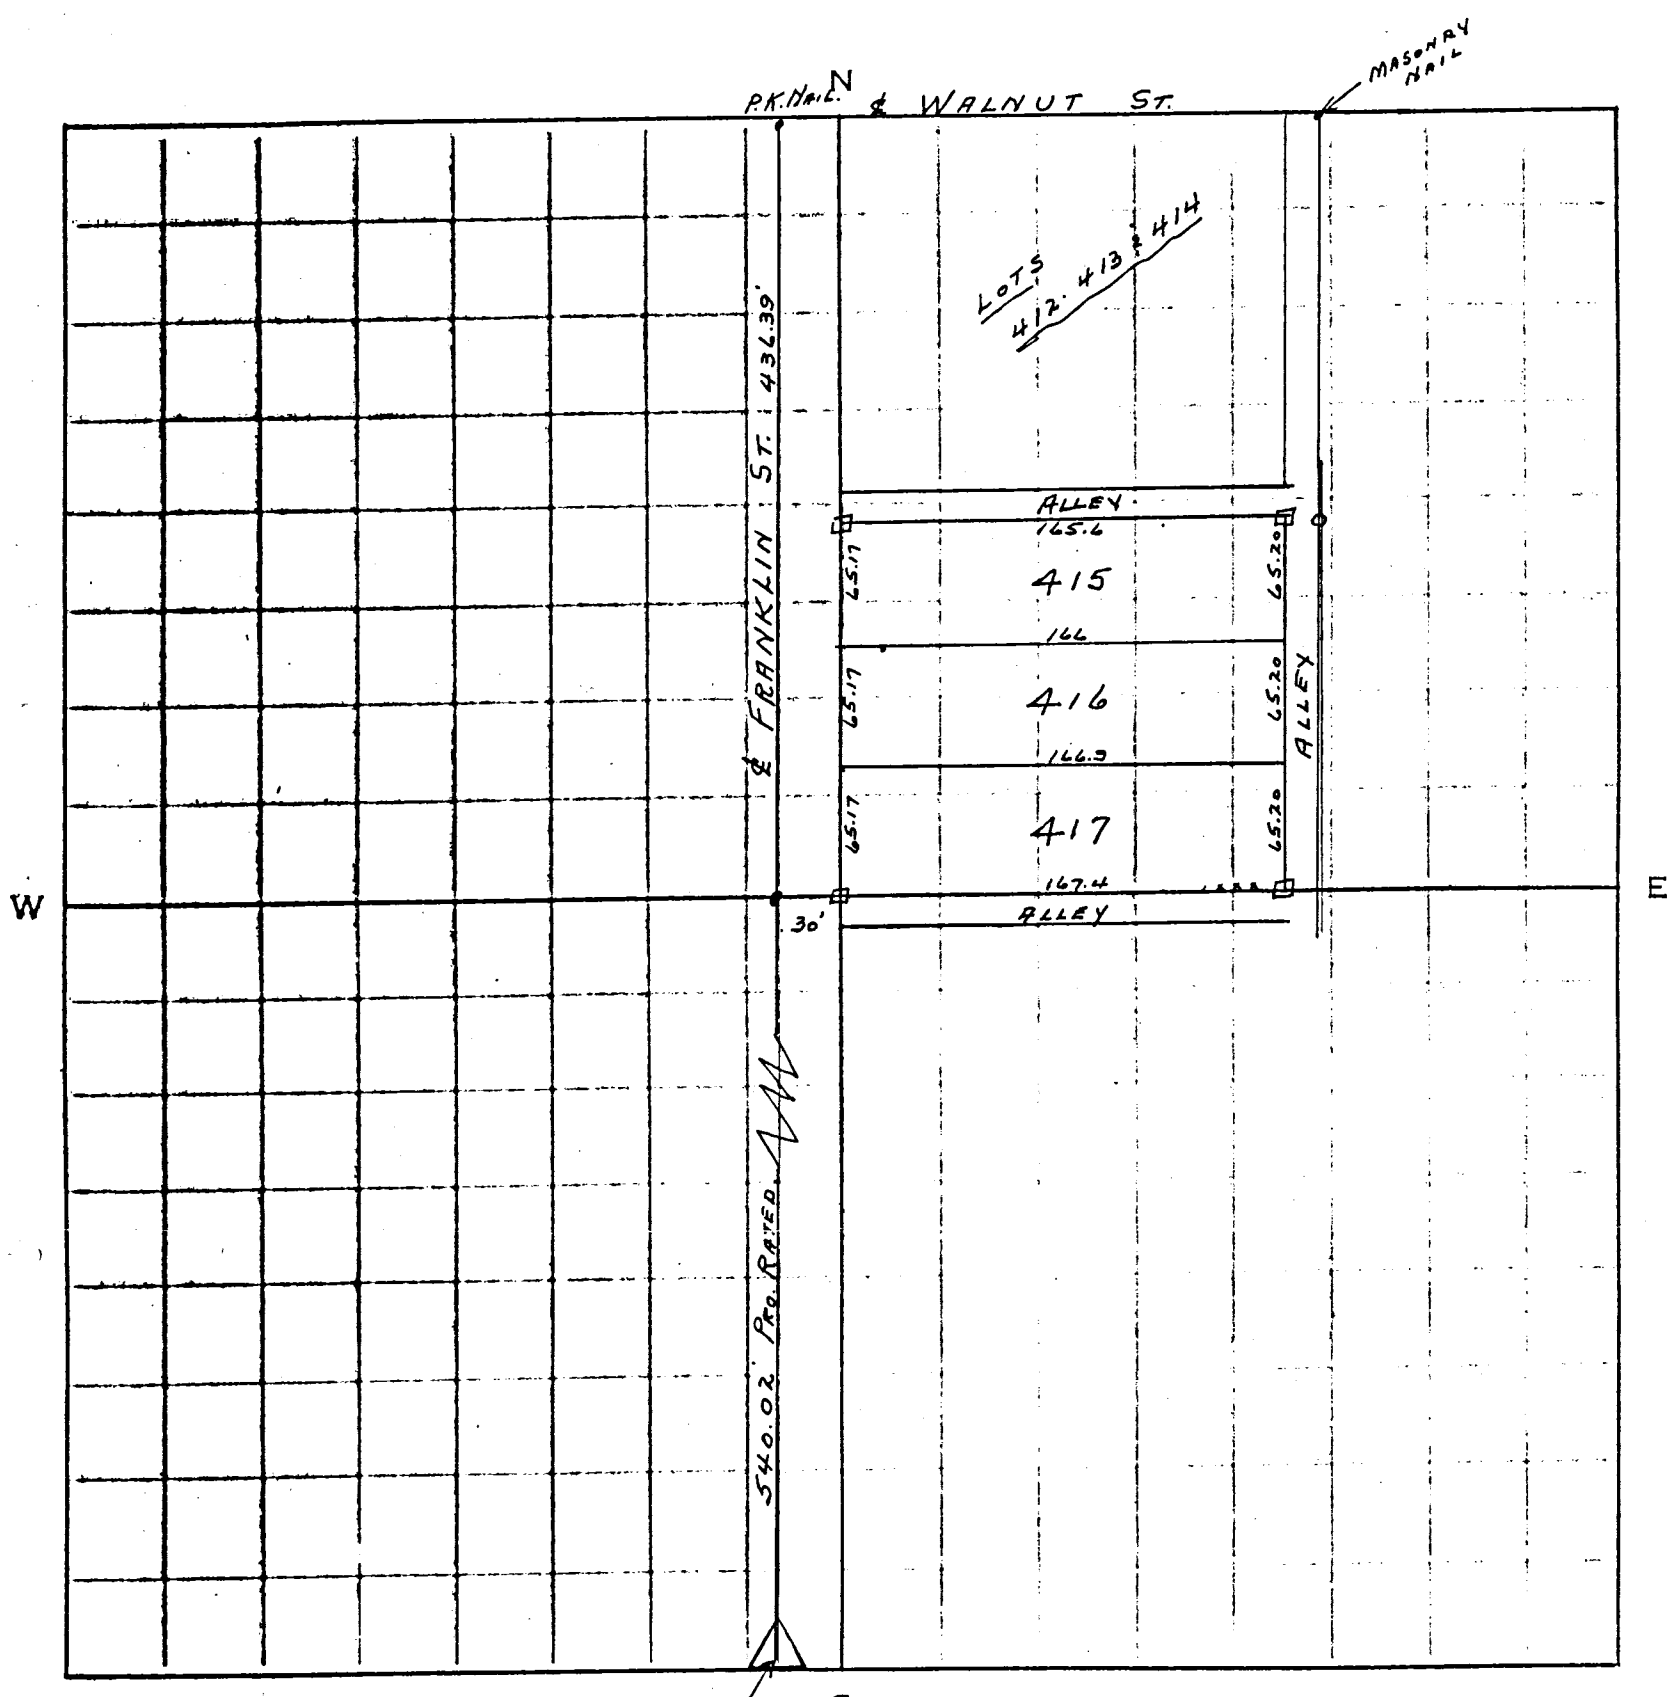 N
MASONRY
NAIL
P.K. NAIL.
℄ WALNUT ST.
LOTS
412. 413 & 414
℄ FRANKLIN ST. 436.39'
ALLEY
165.6
65.17
415
65.20
166
65.17
416
65.20
ALLEY
166.9
65.17
417
65.20
167.4
W
E
30'
ALLEY
540.02' PRO. RATED.